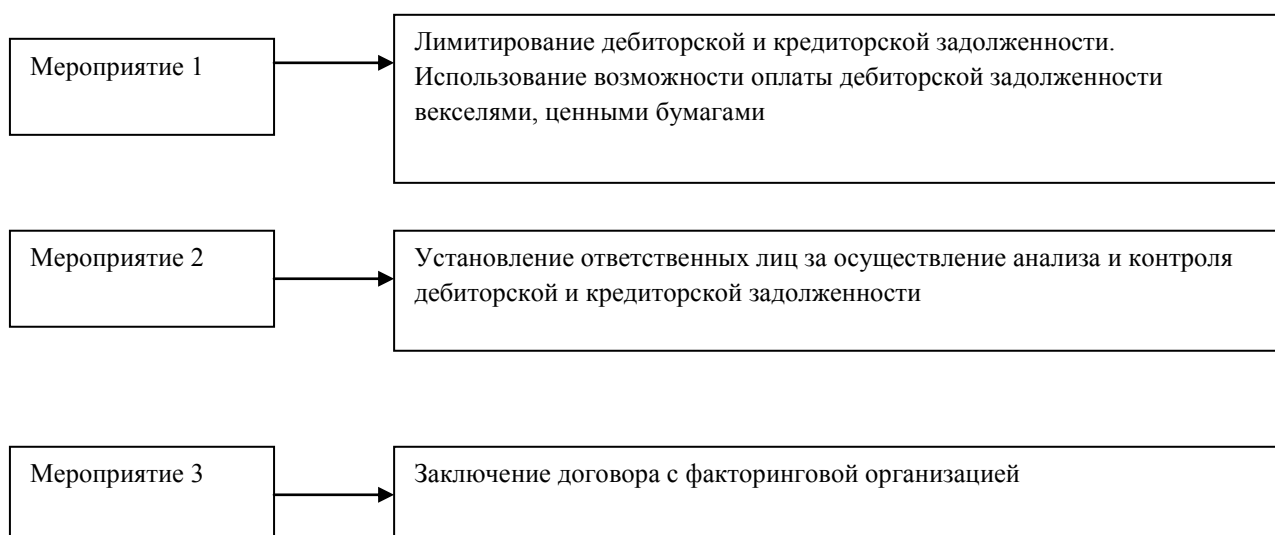 Мероприятие 1
Лимитирование дебиторской и кредиторской задолженности.
Использование возможности оплаты дебиторской задолженности
векселями, ценными бумагами
Мероприятие 2
Установление ответственных лиц за осуществление анализа и контроля
дебиторской и кредиторской задолженности
Мероприятие 3
Заключение договора с факторинговой организацией